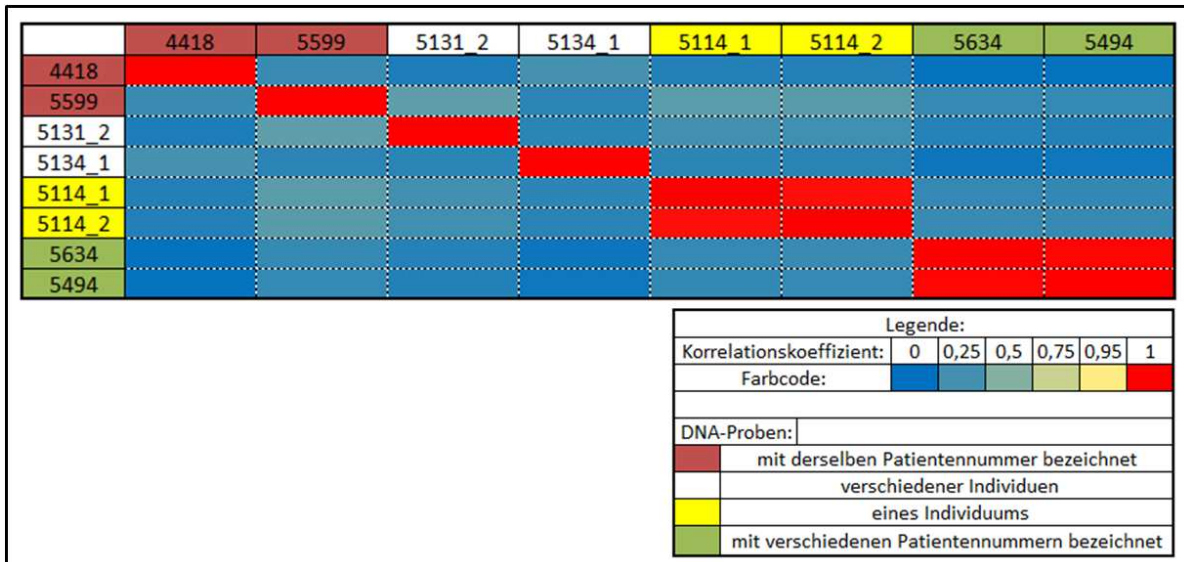 4418 5599 5131_2 5134_1 5114_1 5114_2 5634 5494
4418
5599
5131_2
5134_1
5114_1
5114_2
5634
5494
Legende:
Korrelationskoeffizient: 0 0,25 0,5 0,75 0,95 1
Farbcode:
DNA-Proben:
mit derselben Patientennummer bezeichnet
verschiedener Individuen
eines Individuums
mit verschiedenen Patientennummern bezeichnet